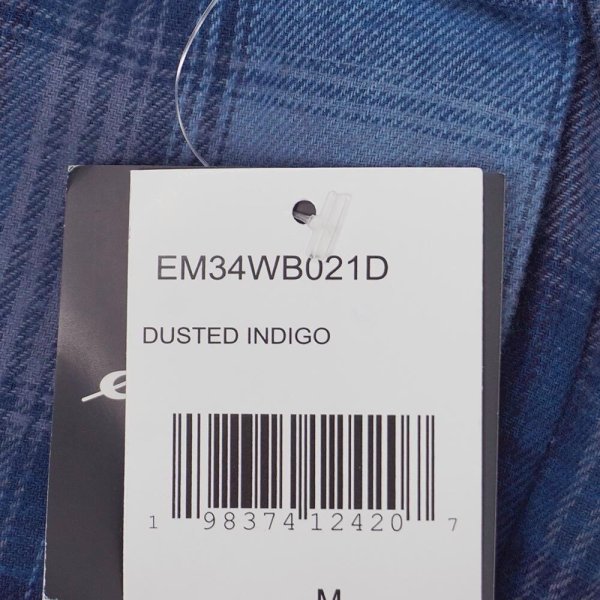 EM34WB021D
DUSTED INDIGO
1 98374 12420 7
M